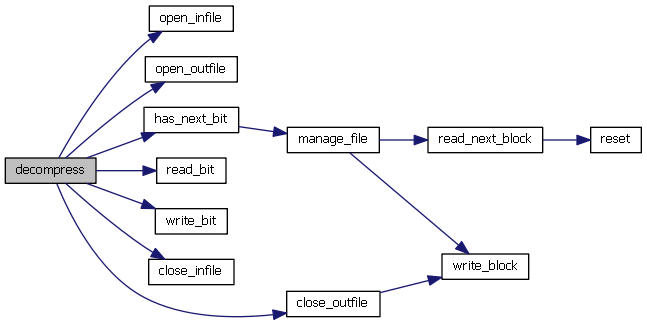 open_infile
open_outfile
has_next_bit
manage_file
read_next_block
reset
decompress
read_bit
write_bit
close_infile
write_block
close_outfile